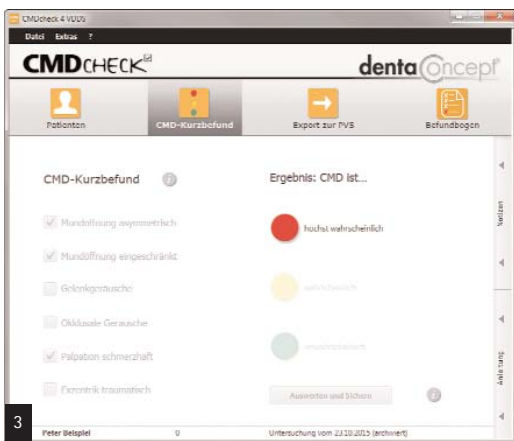 CMDcheck 4 VDDS
Datei Extras ?
CMDCHECK
dentaConcept
Patienten
CMD-Kurzbefund
Export zur PVS
Befundbogen
CMD-Kurzbefund
Ergebnis: CMD ist...
Mundöffnung asymmetrisch
höchst wahrscheinlich
Mundöffnung eingeschränkt
Gelenkgeräusche
wahrscheinlich
Okklusale Geräusche
unwahrscheinlich
Palpation schmerzhaft
Exzentrik traumatisch
Auswerten und Sichern
Notizen
Anleitung
3
Peter Beispiel 0 Untersuchung vom 23.10.2015 (archiviert)